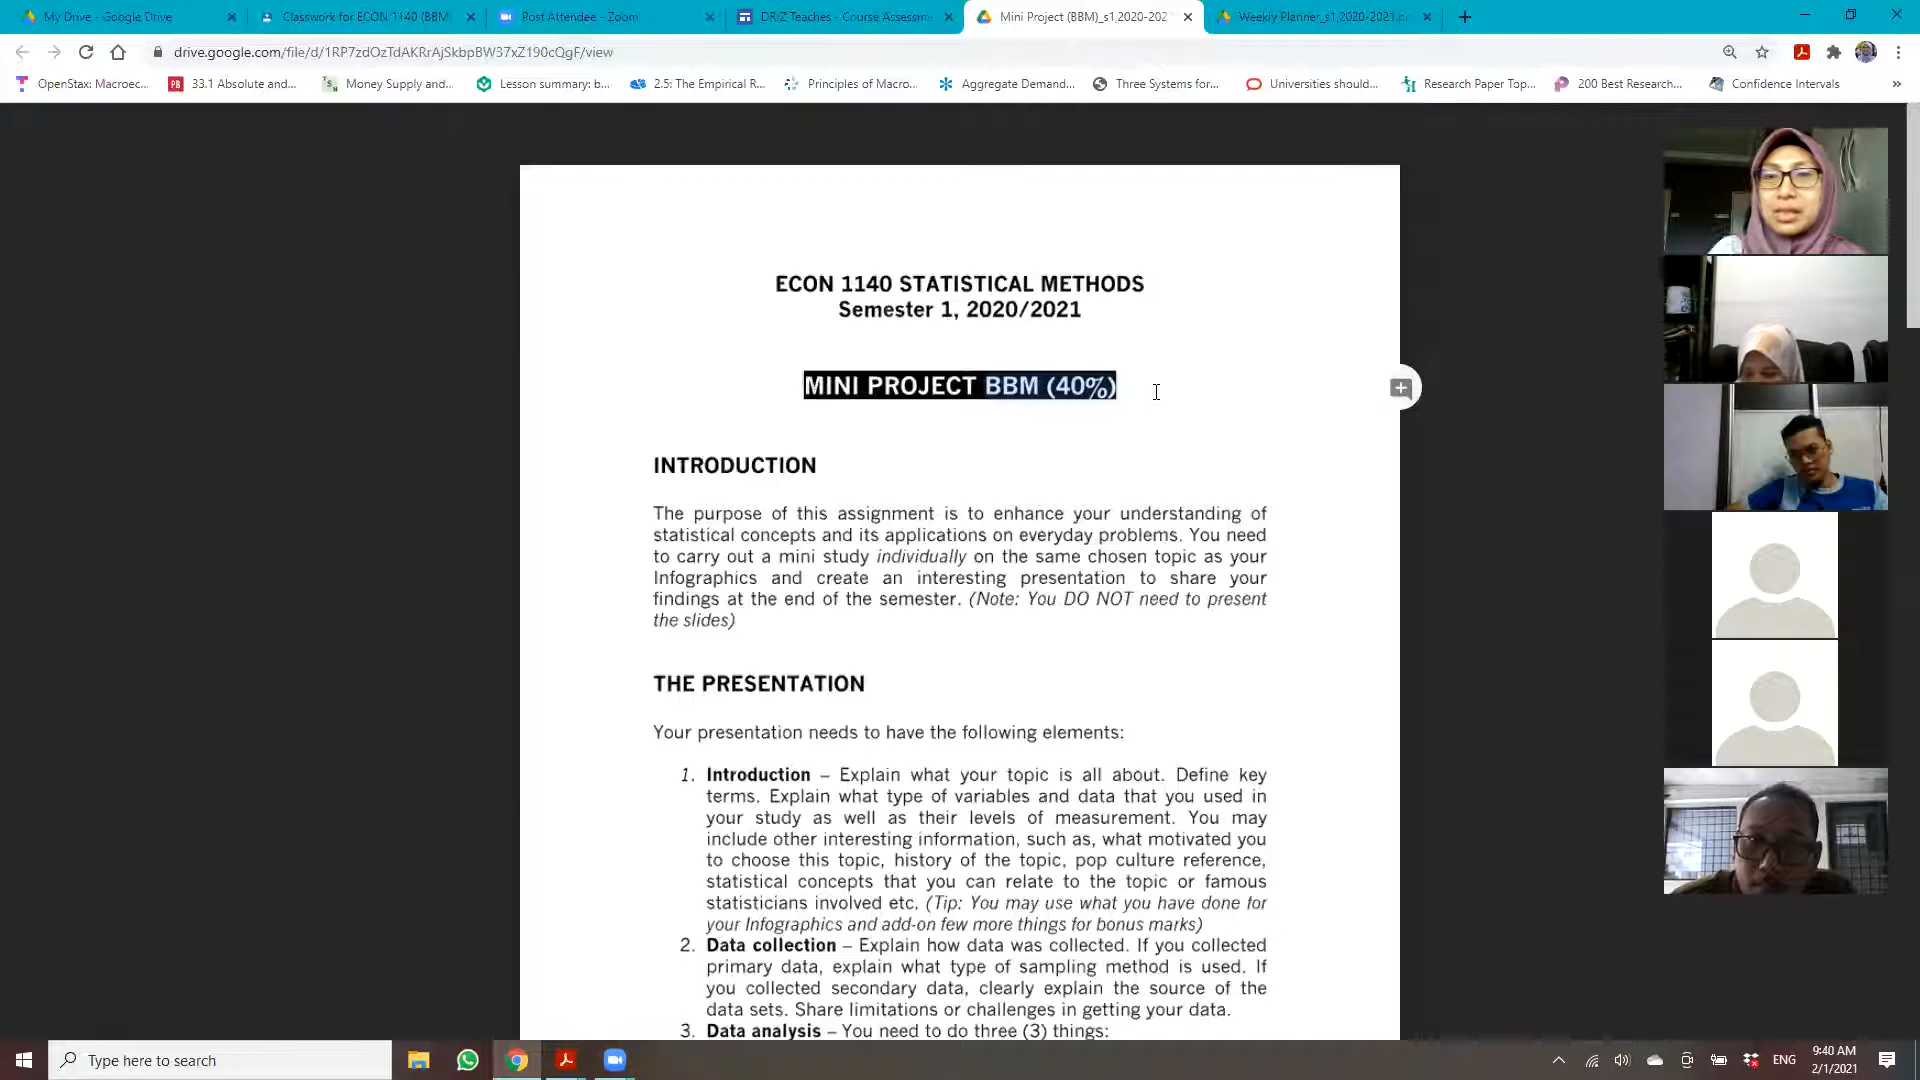 My Drive - Google Drive
Classwork for ECON 1140 (BBM
Post Attendee - Zoom
DR!Z Teaches - Course Assessm
Mini Project (BBM)_s1,2020-202
Weekly Planner_s1,2020-2021.p
drive.google.com/file/d/1RP7zdOzTdAKRrAjSkbpBW37xZ190cQgF/view
OpenStax: Macroec...
33.1 Absolute and...
Money Supply and...
Lesson summary: b...
2.5: The Empirical R...
Principles of Macro...
Aggregate Demand...
Three Systems for...
Universities should...
Research Paper Top...
200 Best Research...
Confidence Intervals
»
ECON 1140 STATISTICAL METHODS
Semester 1, 2020/2021
MINI PROJECT BBM (40%)
INTRODUCTION
The purpose of this assignment is to enhance your understanding of
statistical concepts and its applications on everyday problems. You need
to carry out a mini study individually on the same chosen topic as your
Infographics and create an interesting presentation to share your
findings at the end of the semester. (Note: You DO NOT need to present
the slides)
THE PRESENTATION
Your presentation needs to have the following elements:
1. Introduction – Explain what your topic is all about. Define key
terms. Explain what type of variables and data that you used in
your study as well as their levels of measurement. You may
include other interesting information, such as, what motivated you
to choose this topic, history of the topic, pop culture reference,
statistical concepts that you can relate to the topic or famous
statisticians involved etc. (Tip: You may use what you have done for
your Infographics and add-on few more things for bonus marks)
2. Data collection – Explain how data was collected. If you collected
primary data, explain what type of sampling method is used. If
you collected secondary data, clearly explain the source of the
data sets. Share limitations or challenges in getting your data.
3. Data analysis – You need to do three (3) things:
Type here to search
ENG
9:40 AM
2/1/2021